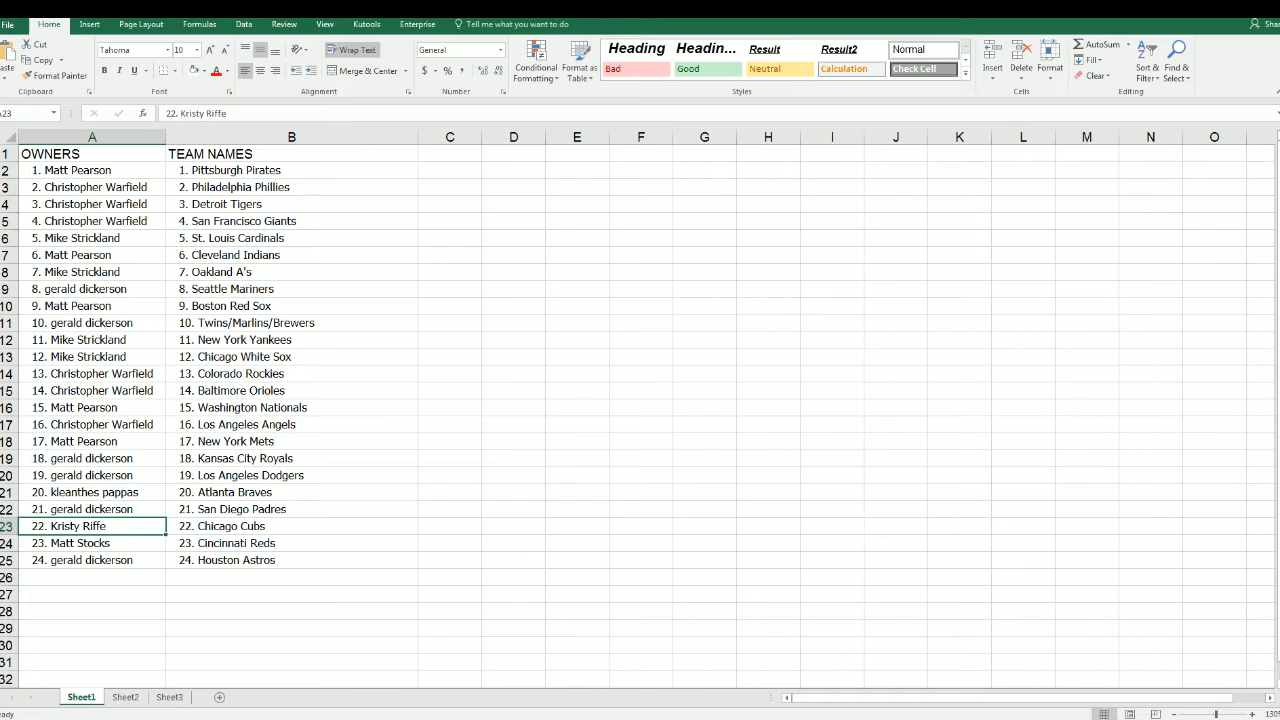 File Home Insert Page Layout Formulas Data Review View Kutools Enterprise Tell me what you want to do
Cut
Copy
Format Painter
Clipboard
Tahoma 10
Font
Wrap Text
Merge & Center
Alignment
General
Number
Conditional Formatting
Format as Table
Heading Headin... Result Result2 Normal
Bad Good Neutral Calculation Check Cell
Styles
Insert Delete Format
Cells
AutoSum
Fill
Clear
Sort & Filter
Find & Select
Editing
A23 22. Kristy Riffe
A B C D E F G H I J K L M N O
1 OWNERS TEAM NAMES
2 1. Matt Pearson 1. Pittsburgh Pirates
3 2. Christopher Warfield 2. Philadelphia Phillies
4 3. Christopher Warfield 3. Detroit Tigers
5 4. Christopher Warfield 4. San Francisco Giants
6 5. Mike Strickland 5. St. Louis Cardinals
7 6. Matt Pearson 6. Cleveland Indians
8 7. Mike Strickland 7. Oakland A's
9 8. gerald dickerson 8. Seattle Mariners
10 9. Matt Pearson 9. Boston Red Sox
11 10. gerald dickerson 10. Twins/Marlins/Brewers
12 11. Mike Strickland 11. New York Yankees
13 12. Mike Strickland 12. Chicago White Sox
14 13. Christopher Warfield 13. Colorado Rockies
15 14. Christopher Warfield 14. Baltimore Orioles
16 15. Matt Pearson 15. Washington Nationals
17 16. Christopher Warfield 16. Los Angeles Angels
18 17. Matt Pearson 17. New York Mets
19 18. gerald dickerson 18. Kansas City Royals
20 19. gerald dickerson 19. Los Angeles Dodgers
21 20. kleanthes pappas 20. Atlanta Braves
22 21. gerald dickerson 21. San Diego Padres
23 22. Kristy Riffe 22. Chicago Cubs
24 23. Matt Stocks 23. Cincinnati Reds
25 24. gerald dickerson 24. Houston Astros
26
27
28
29
30
31
32
Sheet1 Sheet2 Sheet3